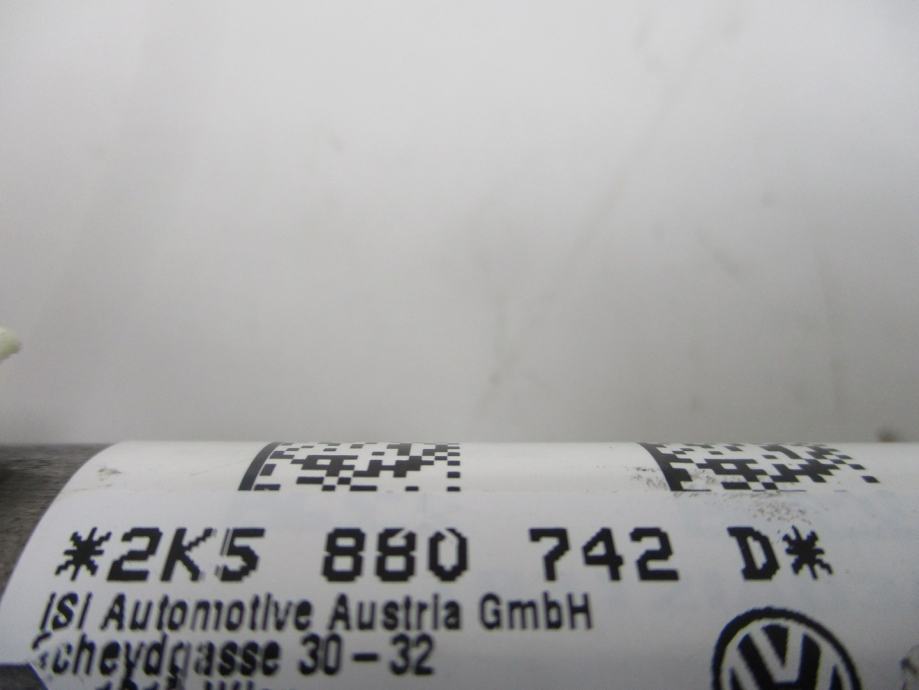 *2K5 880 742 D*
iSi Automotive Austria GmbH
Scheydgasse 30 - 32